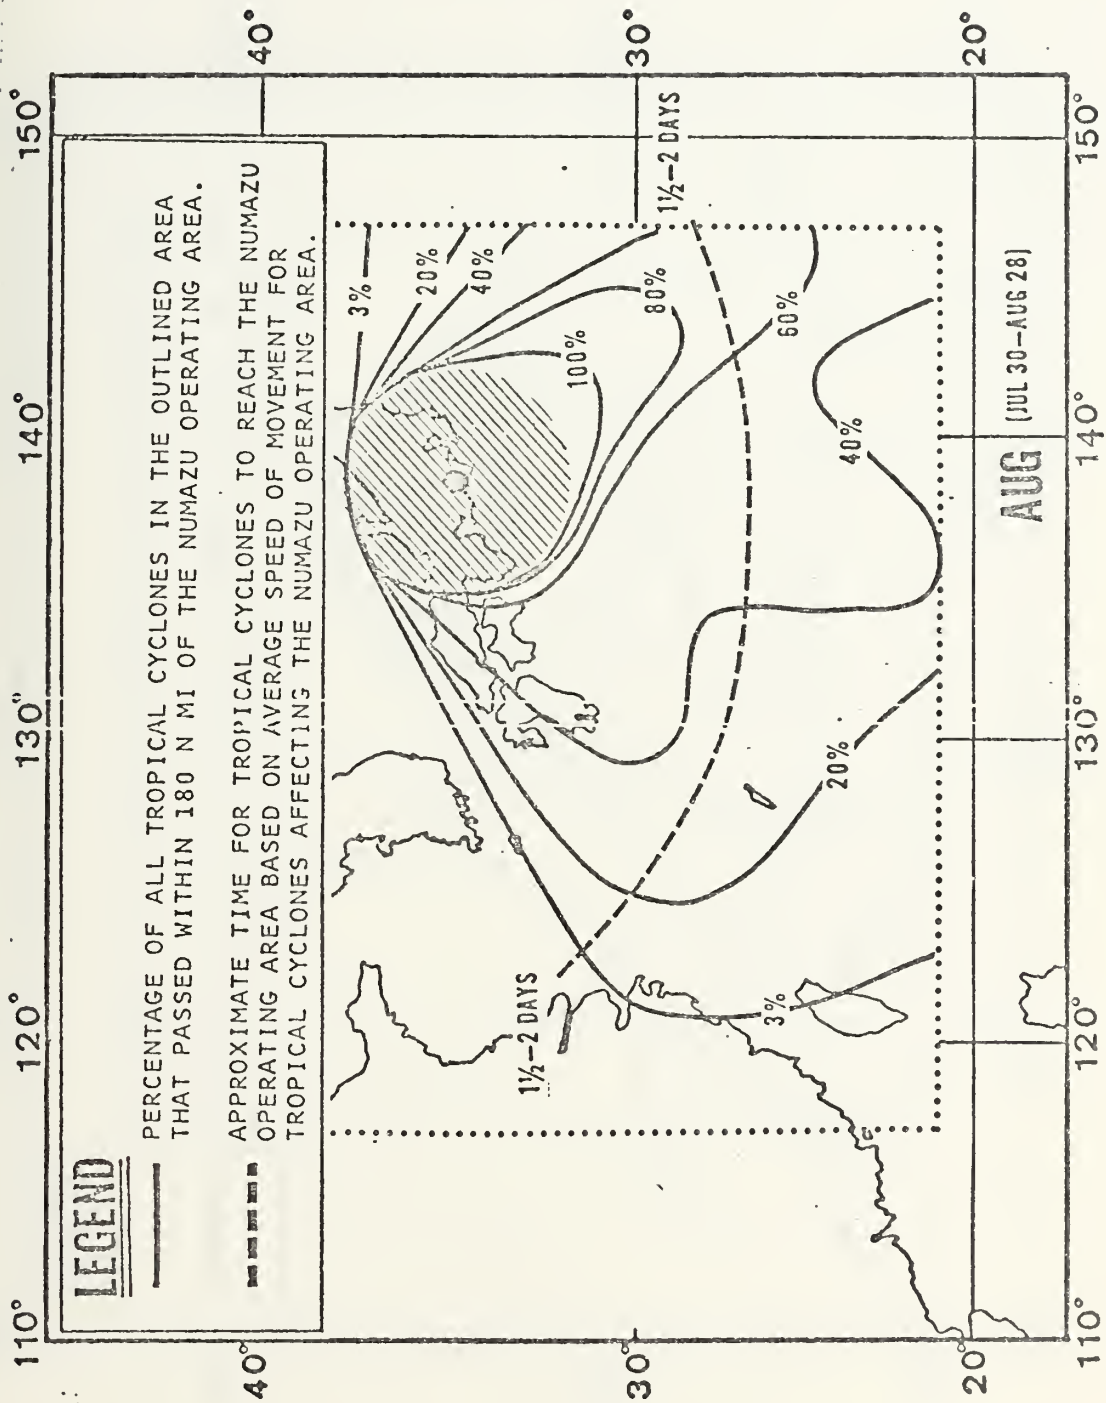 110°
120°
130°
140°
150°
LEGEND
PERCENTAGE OF ALL TROPICAL CYCLONES IN THE OUTLINED AREA
THAT PASSED WITHIN 180 N MI OF THE NUMAZU OPERATING AREA.
APPROXIMATE TIME FOR TROPICAL CYCLONES TO REACH THE NUMAZU
OPERATING AREA BASED ON AVERAGE SPEED OF MOVEMENT FOR
TROPICAL CYCLONES AFFECTING THE NUMAZU OPERATING AREA.
40°
40°
3%
20%
40%
100%
80%
60%
1½-2 DAYS
30°
30°
1½-2 DAYS
3%
20%
40%
20°
20°
AUG (JUL 30-AUG 28)
110°
120°
130°
140°
150°